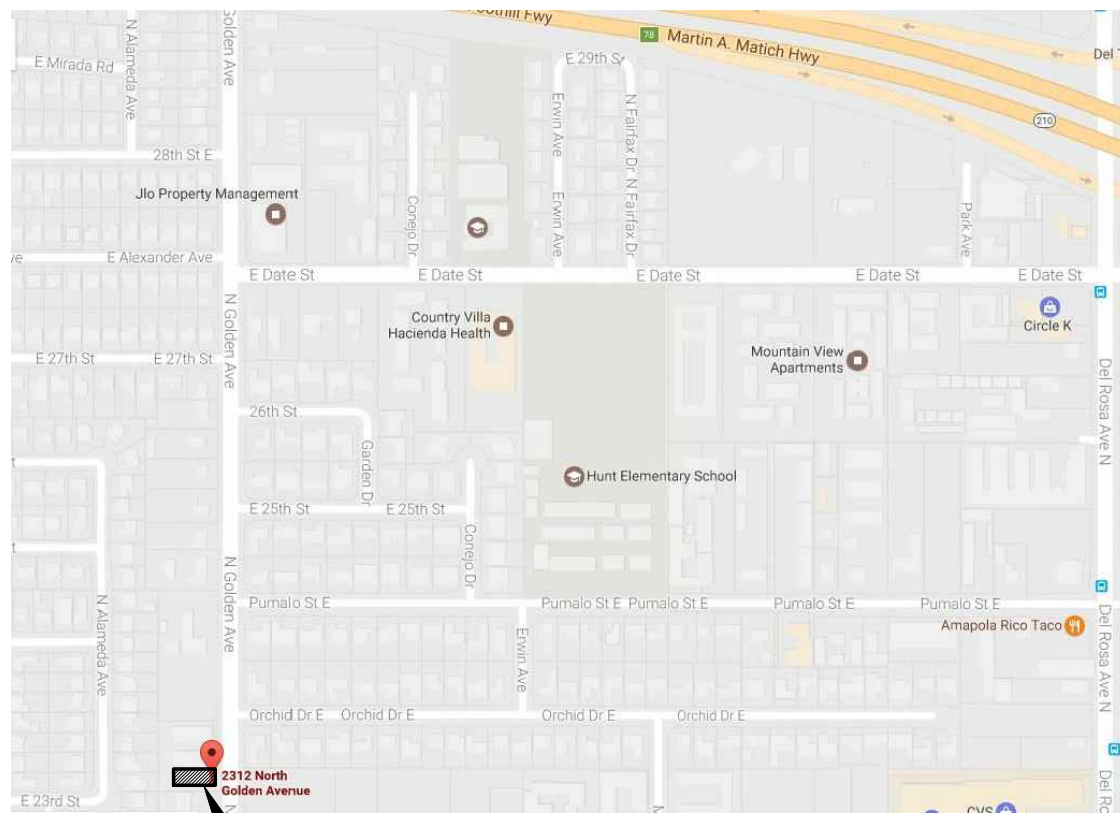 Foothill Fwy
78
Martin A. Matich Hwy
Del
N Alameda Ave
Golden Ave
E Mirada Rd
E 29th St
Erwin Ave
N Fairfax Dr
N Fairfax Dr
210
28th St E
Jlo Property Management
Conejo Dr
Erwin Ave
Park Ave
E Alexander Ave
E Date St
E Date St
E Date St
E Date St
E Date St
N Golden Ave
Country Villa
Hacienda Health
Circle K
Mountain View
Apartments
E 27th St
E 27th St
Del Rosa Ave N
26th St
Garden Dr
Hunt Elementary School
E 25th St
E 25th St
Conejo Dr
N Golden Ave
N Alameda Ave
Pumalo St E
Pumalo St E
Pumalo St E
Pumalo St E
Pumalo St E
Amapola Rico Taco
Erwin Ave
Del Rosa Ave N
Orchid Dr E
Orchid Dr E
Orchid Dr E
Orchid Dr E
2312 North
Golden Avenue
E 23rd St
N
N
CVS
Del Ro